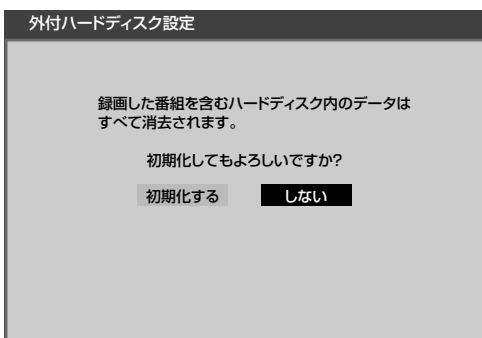 外付ハードディスク設定
録画した番組を含むハードディスク内のデータは
すべて消去されます。
初期化してもよろしいですか?
初期化する しない